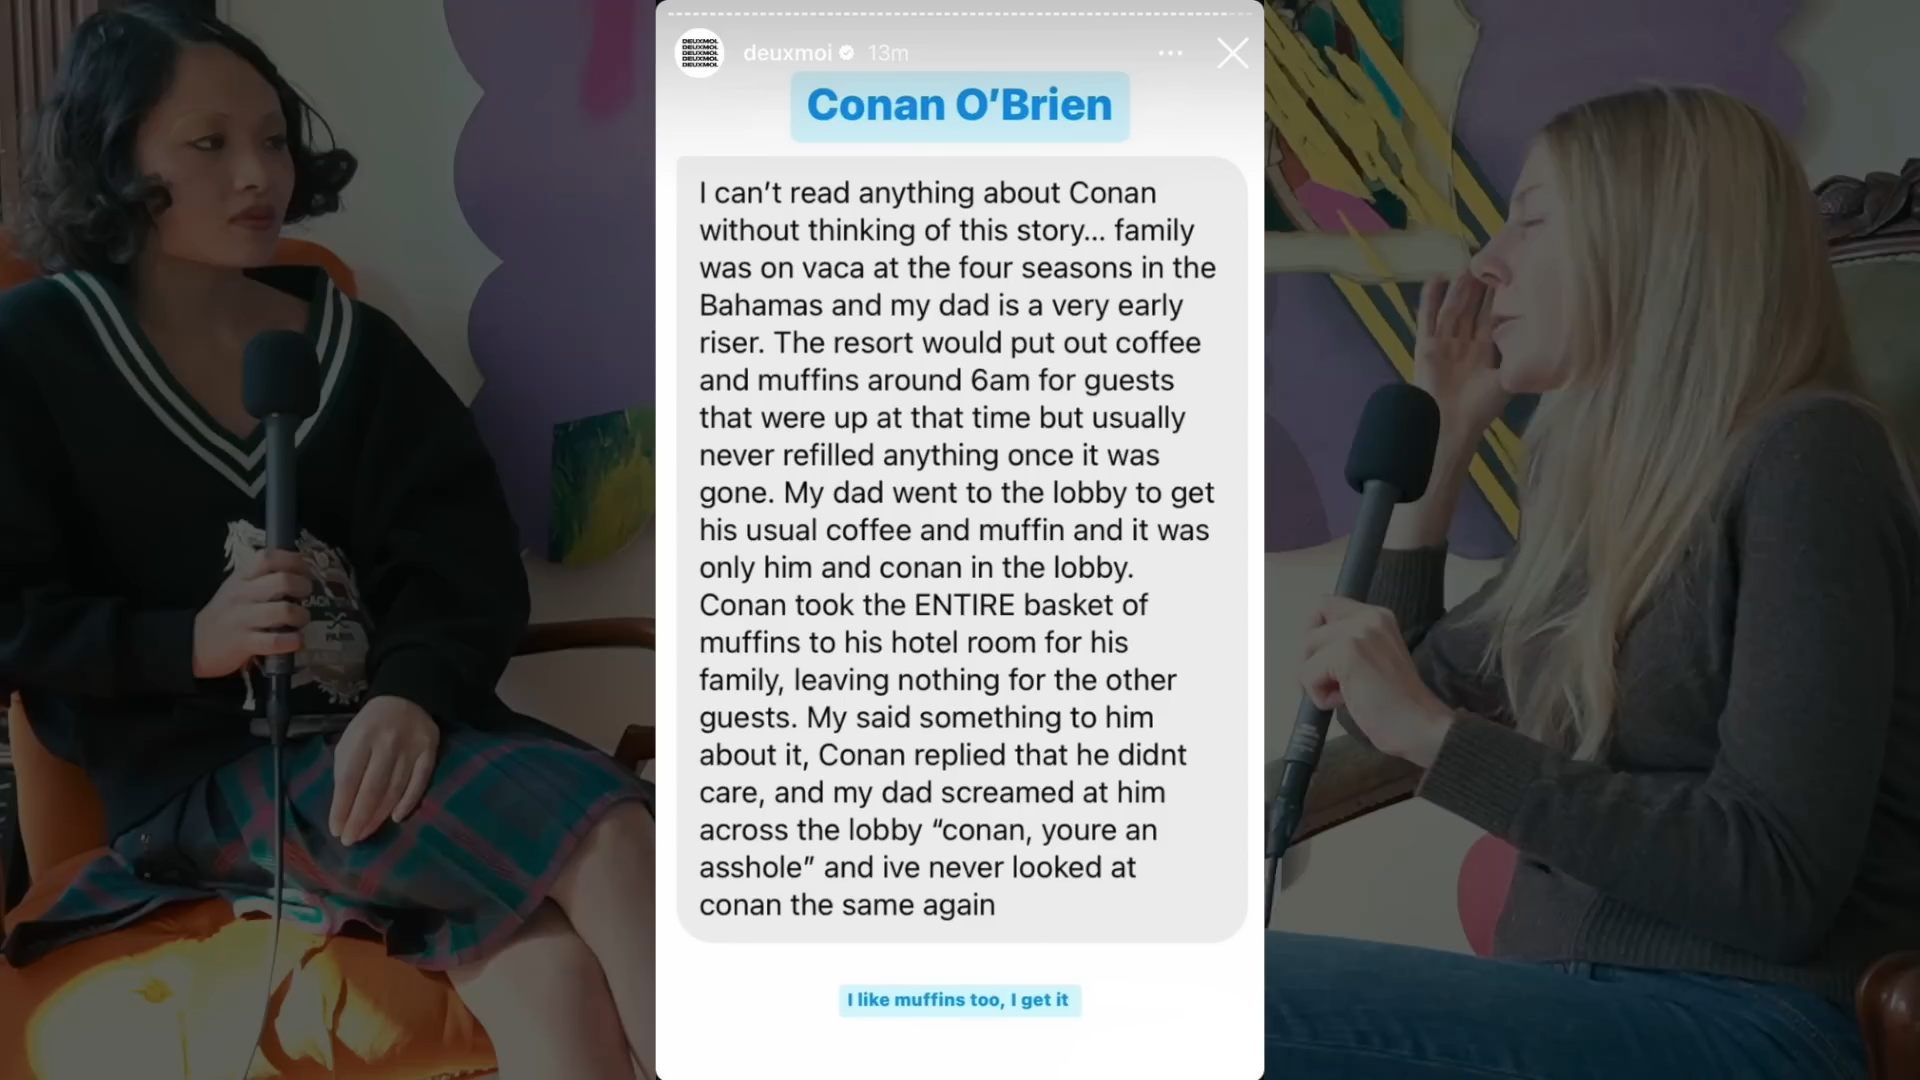 DEUXMOI.
DEUXMOI.
DEUXMOI.
DEUXMOI.
DEUXMOI.
deuxmoi 13m
Conan O’Brien
I can’t read anything about Conan
without thinking of this story... family
was on vaca at the four seasons in the
Bahamas and my dad is a very early
riser. The resort would put out coffee
and muffins around 6am for guests
that were up at that time but usually
never refilled anything once it was
gone. My dad went to the lobby to get
his usual coffee and muffin and it was
only him and conan in the lobby.
Conan took the ENTIRE basket of
muffins to his hotel room for his
family, leaving nothing for the other
guests. My said something to him
about it, Conan replied that he didnt
care, and my dad screamed at him
across the lobby “conan, youre an
asshole” and ive never looked at
conan the same again
I like muffins too, I get it
PARIS